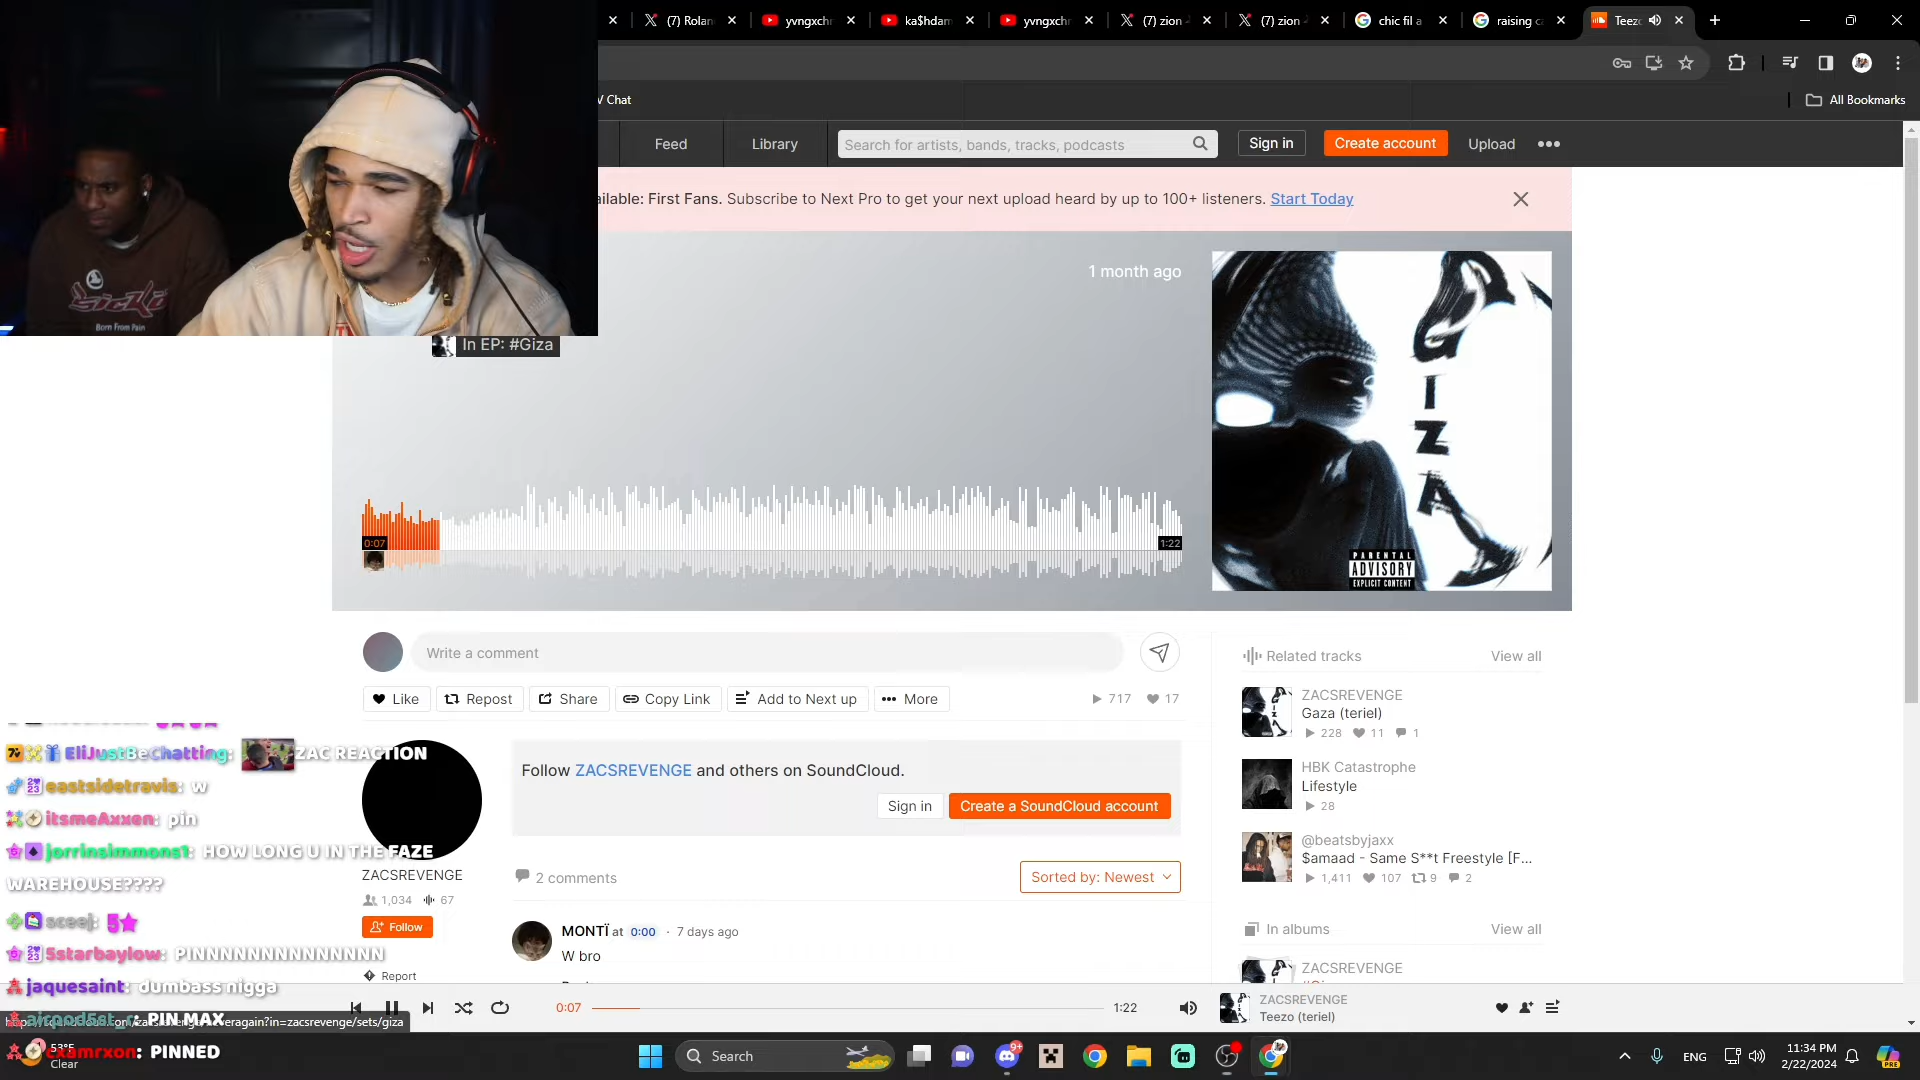 (7) Rolan
yvngxchr
ka$hdam
yvngxchr
(7) zion
(7) zion
chic fil a
raising c
Teezo
V Chat
All Bookmarks
Feed
Library
Search for artists, bands, tracks, podcasts
Sign in
Create account
Upload
ailable: First Fans. Subscribe to Next Pro to get your next upload heard by up to 100+ listeners. Start Today
1 month ago
Born From Pain
In EP: #Giza
GIZA
PARENTAL
ADVISORY
EXPLICIT CONTENT
0:07
1:22
Write a comment
Like
Repost
Share
Copy Link
Add to Next up
More
717
17
Related tracks
View all
ZACSREVENGE
Gaza (teriel)
228 11 1
HBK Catastrophe
Lifestyle
28
@beatsbyjaxx
$amaad - Same S**t Freestyle [F...
1,411 107 9 2
In albums
View all
ZACSREVENGE
EliJustBeChatting: ZAC REACTION
eastsidetravis: w
itsmeAxxen: pin
jorrinsimmons1: HOW LONG U IN THE FAZE
WAREHOUSE????
sceej: 5
5starbaylow: PINNNNNNNNNNNNNNN
jaquesaint: dumbass nigga
PIN MAX
PINNED
ZACSREVENGE
1,034 67
Follow
Report
Follow ZACSREVENGE and others on SoundCloud.
Sign in
Create a SoundCloud account
2 comments
Sorted by: Newest
MONTÏ at 0:00 · 7 days ago
W bro
0:07
1:22
ZACSREVENGE
Teezo (teriel)
53°F
Clear
Search
9+
ENG
11:34 PM
2/22/2024
PRE